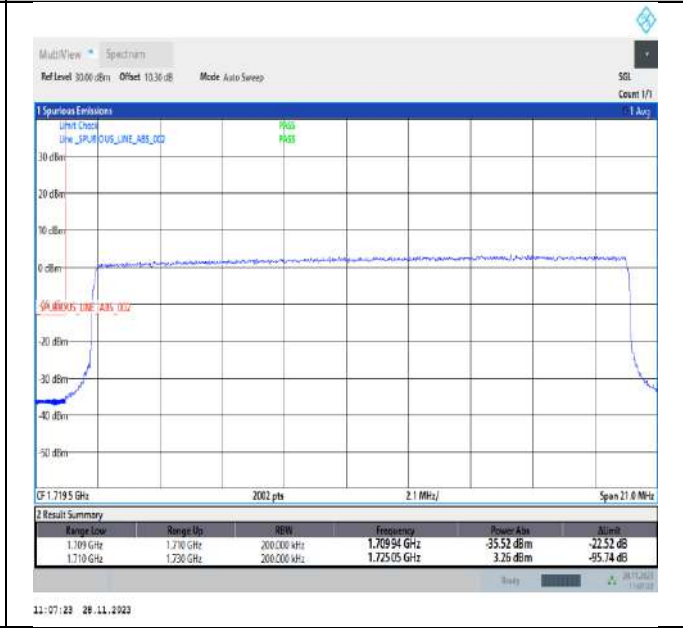 MultiView Spectrum
Ref Level 30.00 dBm Offset 10.30 dB Mode Auto Sweep SGL
Count 1/1
1 Spurious Emissions 1 Avg
Limit Check PASS
Line _SPURIOUS_LINE_ABS_002 PASS
30 dBm
20 dBm
10 dBm
0 dBm
_SPURIOUS_LINE_ABS_002
-20 dBm
-30 dBm
-40 dBm
-50 dBm
CF 1.7195 GHz 2002 pts 2.1 MHz/ Span 21.0 MHz
2 Result Summary
Range Low Range Up RBW Frequency Power Abs ΔLimit
1.709 GHz 1.710 GHz 200.000 kHz 1.70994 GHz -35.52 dBm -22.52 dB
1.710 GHz 1.730 GHz 200.000 kHz 1.72505 GHz 3.26 dBm -95.74 dB
Ready 28.11.2023
11:07:23 28.11.2023